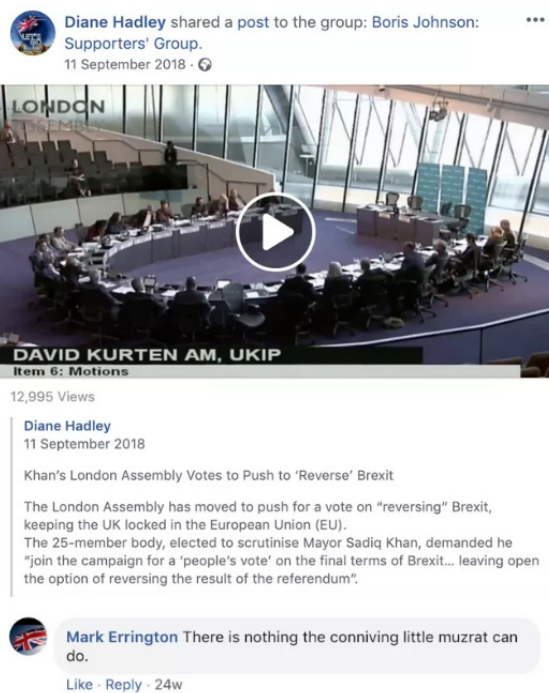 Diane Hadley shared a post to the group: Boris Johnson:
Supporters' Group.
11 September 2018 ·
LONDON
ASSEMBLY
DAVID KURTEN AM, UKIP
Item 6: Motions
12,995 Views
Diane Hadley
11 September 2018
Khan's London Assembly Votes to Push to 'Reverse' Brexit
The London Assembly has moved to push for a vote on “reversing” Brexit,
keeping the UK locked in the European Union (EU).
The 25-member body, elected to scrutinise Mayor Sadiq Khan, demanded he
“join the campaign for a ‘people's vote’ on the final terms of Brexit... leaving open
the option of reversing the result of the referendum”.
Mark Errington There is nothing the conniving little muzrat can
do.
Like · Reply · 24w